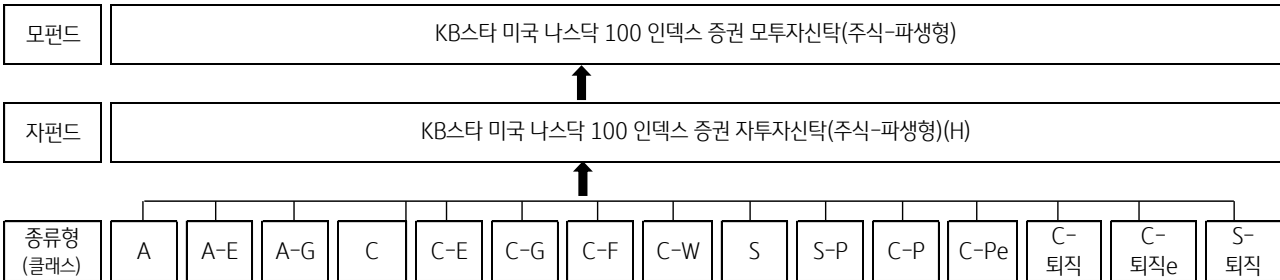 모펀드
KB스타 미국 나스닥 100 인덱스 증권 모투자신탁(주식-파생형)
자펀드
KB스타 미국 나스닥 100 인덱스 증권 자투자신탁(주식-파생형)(H)
종류형
(클래스)
A
A-E
A-G
C
C-E
C-G
C-F
C-W
S
S-P
C-P
C-Pe
C-
퇴직
C-
퇴직e
S-
퇴직